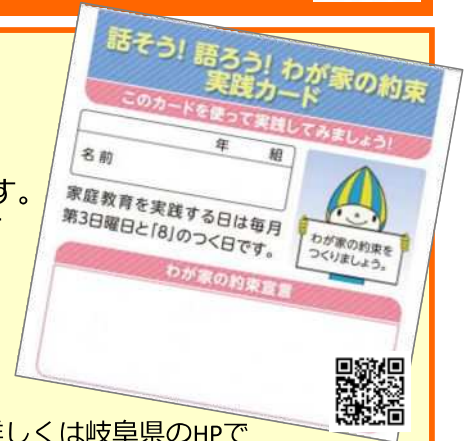 話そう! 語ろう! わが家の約束
実践カード
このカードを使って実践してみましょう!
年 組
名前
す。
家庭教育を実践する日は毎月
第3日曜日と「8」のつく日です。
わが家の約束を
つくりましょう。
わが家の約束宣言
しくは岐阜県のHPで